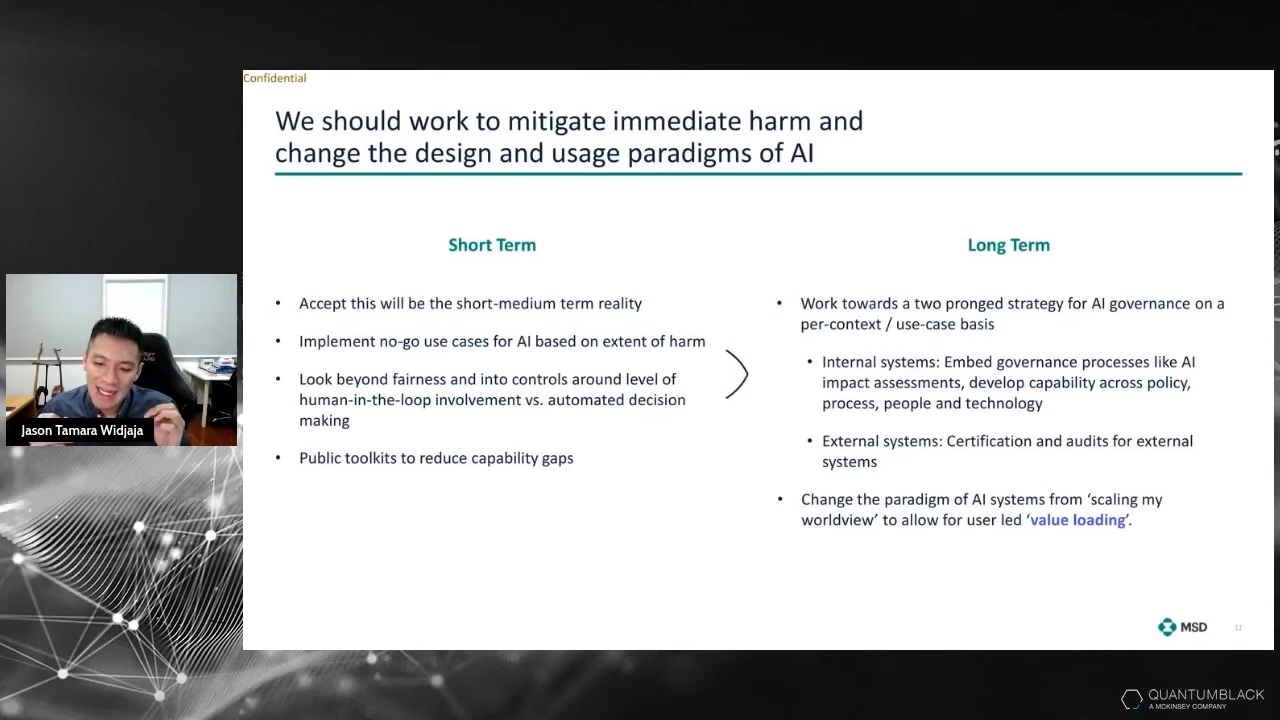 Confidential
We should work to mitigate immediate harm and
change the design and usage paradigms of AI
Short Term
• Accept this will be the short-medium term reality
• Implement no-go use cases for AI based on extent of harm
• Look beyond fairness and into controls around level of
human-in-the-loop involvement vs. automated decision
making
• Public toolkits to reduce capability gaps
Long Term
• Work towards a two pronged strategy for AI governance on a
per-context / use-case basis
• Internal systems: Embed governance processes like AI
impact assessments, develop capability across policy,
process, people and technology
• External systems: Certification and audits for external
systems
• Change the paradigm of AI systems from ‘scaling my
worldview’ to allow for user led ‘value loading’.
MSD
11
Jason Tamara Widjaja
QUANTUMBLACK
A MCKINSEY COMPANY